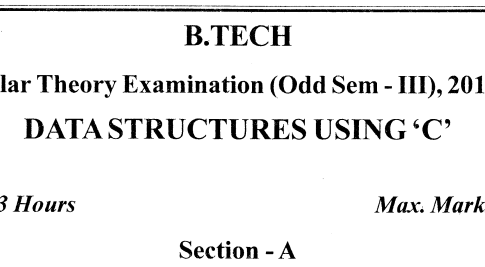 B.TECH
lar Theory Examination (Odd Sem - III), 201
DATA STRUCTURES USING ‘C’
3 Hours Max. Mark
Section - A